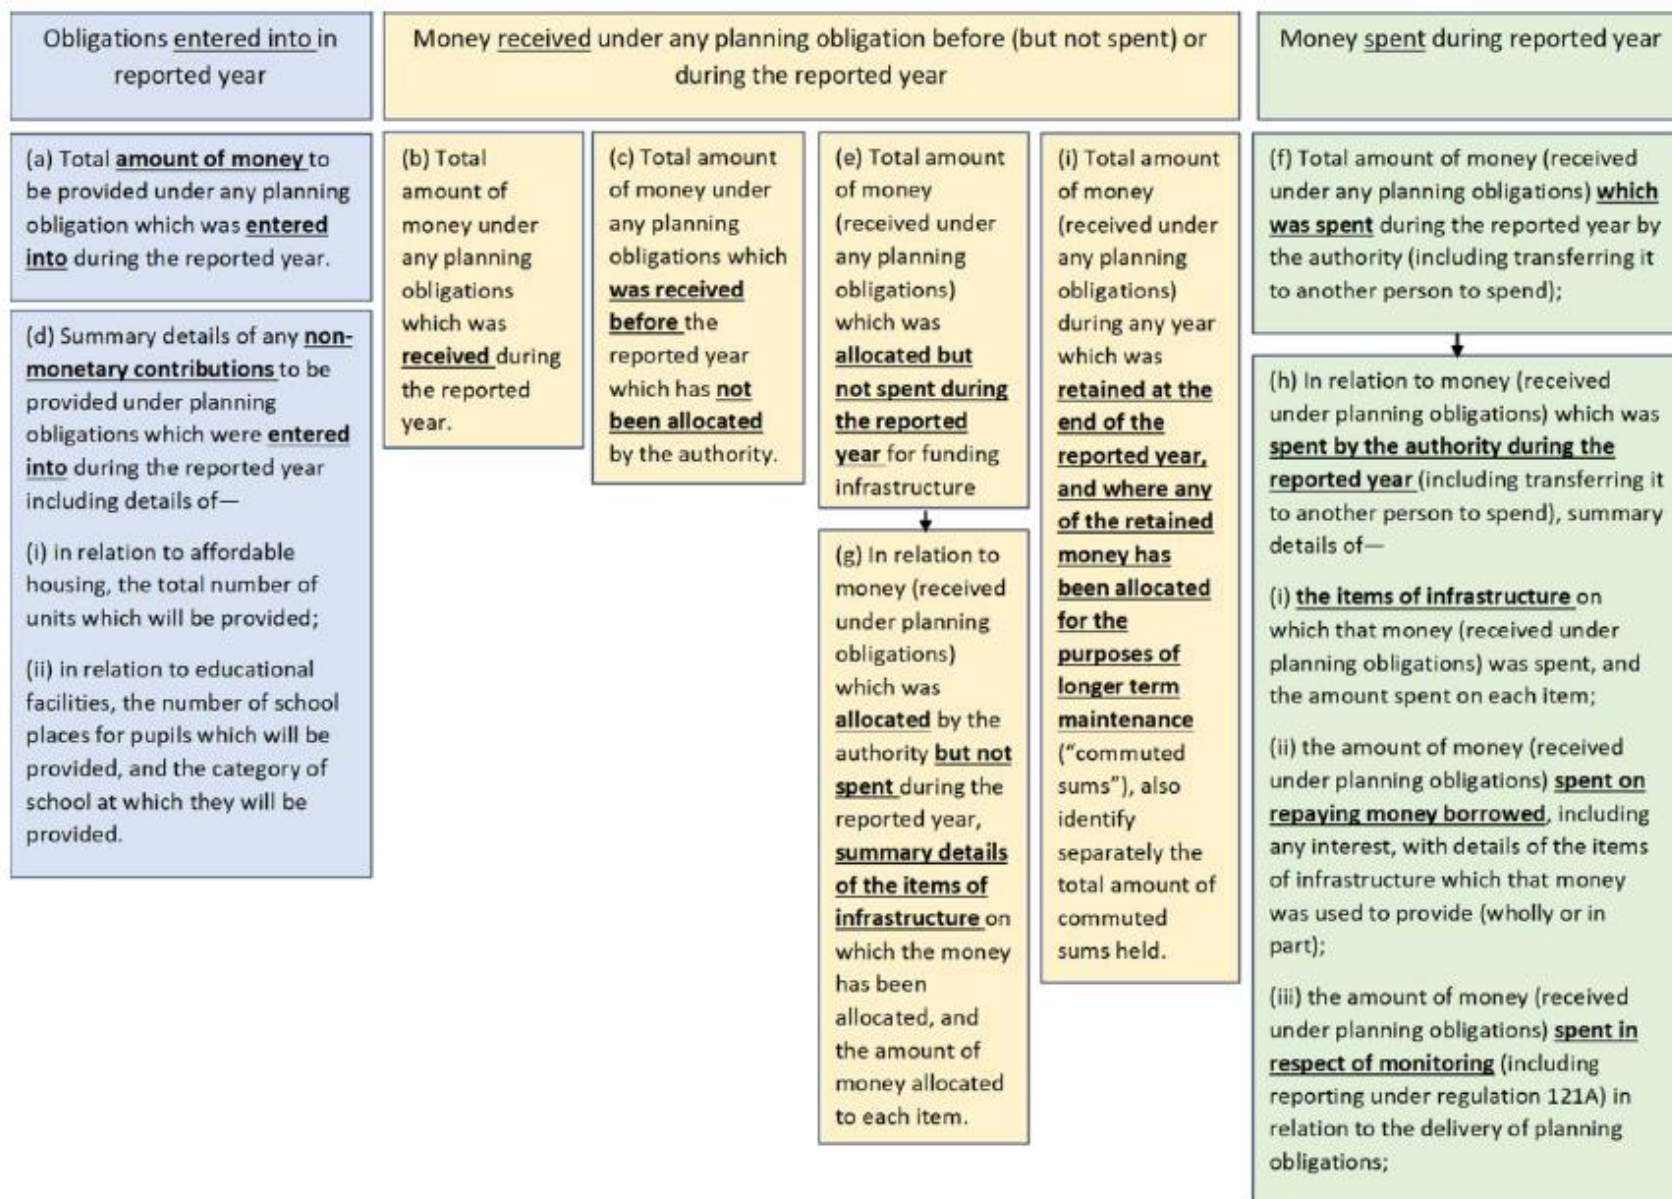 Obligations entered into in
reported year
Money received under any planning obligation before (but not spent) or
during the reported year
Money spent during reported year
(a) Total amount of money to
be provided under any planning
obligation which was entered
into during the reported year.
(d) Summary details of any non-
monetary contributions to be
provided under planning
obligations which were entered
into during the reported year
including details of—
(i) in relation to affordable
housing, the total number of
units which will be provided;
(ii) in relation to educational
facilities, the number of school
places for pupils which will be
provided, and the category of
school at which they will be
provided.
(b) Total
amount of
money under
any planning
obligations
which was
received during
the reported
year.
(c) Total amount
of money under
any planning
obligations which
was received
before the
reported year
which has not
been allocated
by the authority.
(e) Total amount
of money
(received under
any planning
obligations)
which was
allocated but
not spent during
the reported
year for funding
infrastructure
(g) In relation to
money (received
under planning
obligations)
which was
allocated by the
authority but not
spent during the
reported year,
summary details
of the items of
infrastructure on
which the money
has been
allocated, and
the amount of
money allocated
to each item.
(i) Total amount
of money
(received under
any planning
obligations)
during any year
which was
retained at the
end of the
reported year,
and where any
of the retained
money has
been allocated
for the
purposes of
longer term
maintenance
(“commuted
sums”), also
identify
separately the
total amount of
commuted
sums held.
(f) Total amount of money (received
under any planning obligations) which
was spent during the reported year by
the authority (including transferring it
to another person to spend);
(h) In relation to money (received
under planning obligations) which was
spent by the authority during the
reported year (including transferring it
to another person to spend), summary
details of—
(i) the items of infrastructure on
which that money (received under
planning obligations) was spent, and
the amount spent on each item;
(ii) the amount of money (received
under planning obligations) spent on
repaying money borrowed, including
any interest, with details of the items
of infrastructure which that money
was used to provide (wholly or in
part);
(iii) the amount of money (received
under planning obligations) spent in
respect of monitoring (including
reporting under regulation 121A) in
relation to the delivery of planning
obligations;